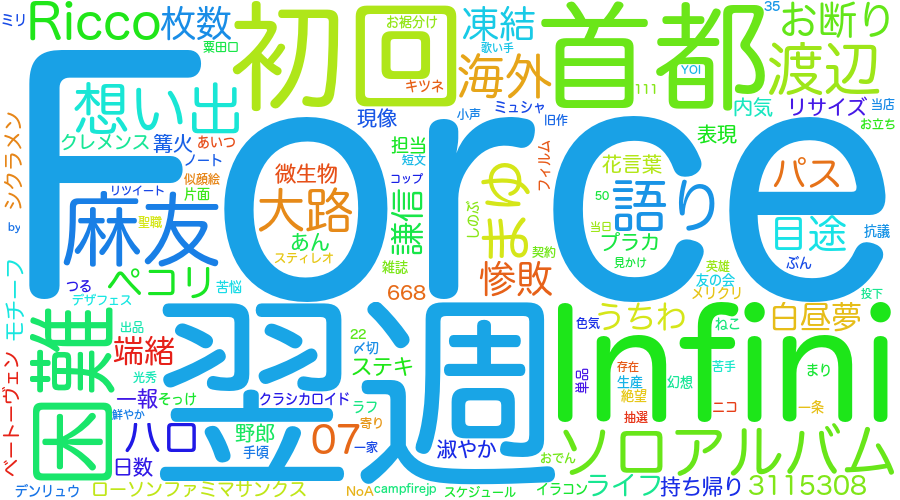 ミリ
Ricco
枚数
お裾分け
初回
凍結
歌い手
首都
35
お断り
粟田口
想い出
キツネ
海外
YOI
111
渡辺
シクラメン
クレメンス
篝火
あいつ
現像
小声
ミュシャ
旧作
内気
リサイズ
当店
お立ち
Force
ノート
似顔絵
片面
リツイート
微生物
担当
短文
コップ
フィルム
表現
花言葉
パス
麻友
聖職
大路
謙信
しのぶ
まゆ
50
語り
目途
抗議
by
あん
スティレオ
契約
当日
プラカ
見かけ
ぶん
モチーフ
つる
デザフェス
ペコリ
苦悩
雑誌
668
惨敗
英雄
友の会
メリクリ
投下
困難
出品
端緒
光秀
翌週
22
〆切
ステキ
Infini
うちわ
色気
ねこ
白昼夢
ベートーヴェン
一報
そっけ
鮮やか
クラシカロイド
ラフ
寄り
単品
存在
生産
絶望
抽選
幻想
苦手
ニコ
まり
一条
ハロ
日数
野郎
手頃
07
一家
淑やか
おでん
ソロアルバム
デンリュウ
ローソンファミマサンクス
NoA
campfirejp
スケジュール
イラコン
ライフ
持ち帰り
3115308